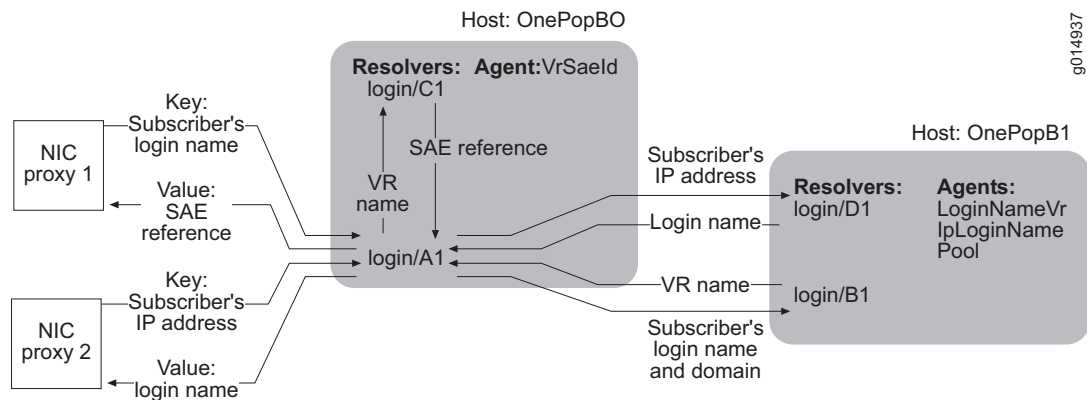 Host: OnePopBO
g014937
Resolvers: Agent:VrSaeId
login/C1
Key:
Subscriber's
login name
NIC
proxy 1
SAE reference
Host: OnePopB1
Subscriber's
IP address
VR
name
Value:
SAE
reference
Resolvers: Agents:
login/D1 LoginNameVr
IpLoginName
Pool
Login name
login/A1
Key:
Subscriber's
IP address
VR name
login/B1
NIC
proxy 2
Subscriber's
login name
and domain
Value:
login name